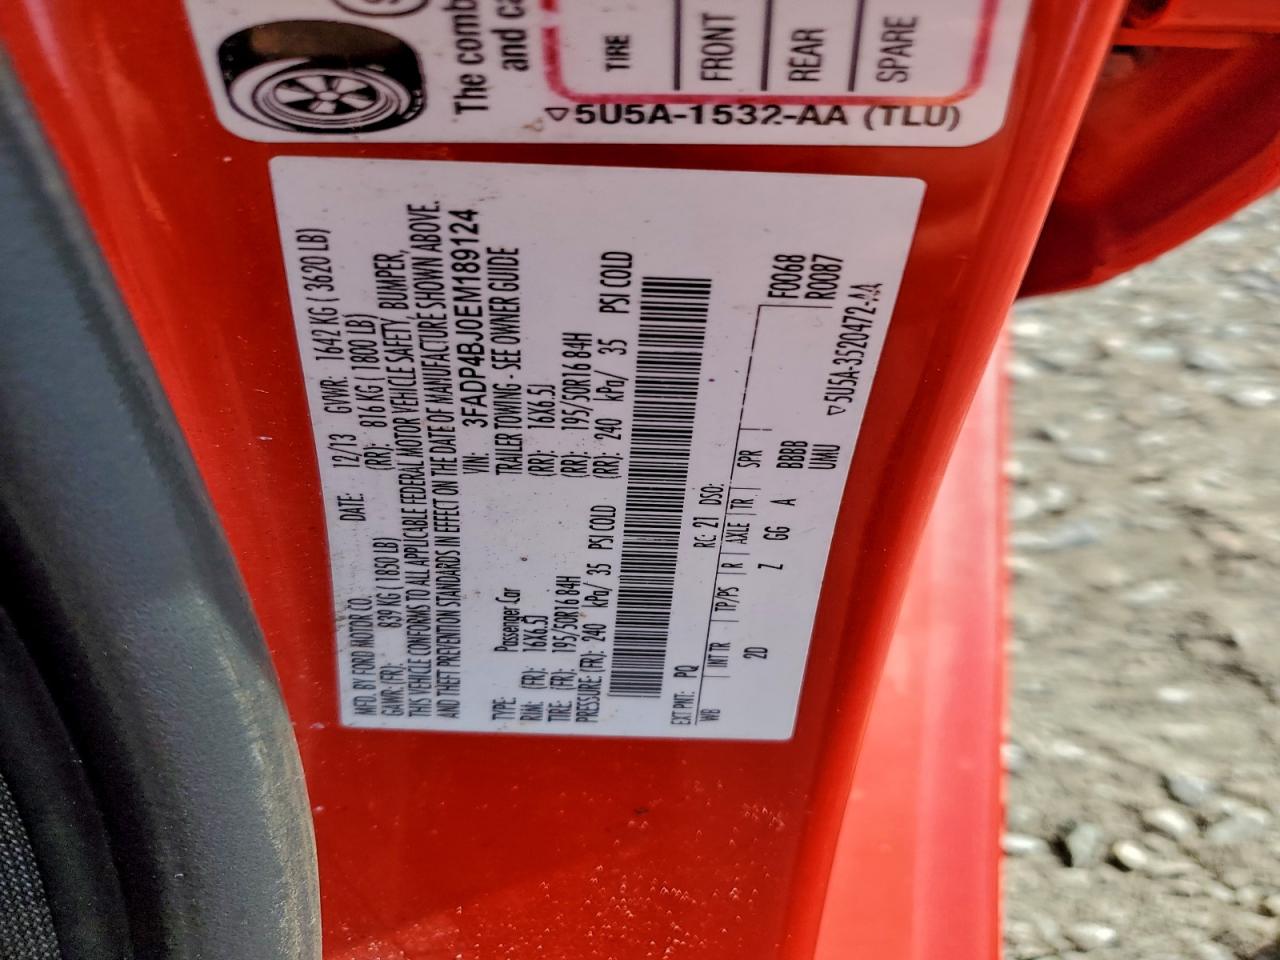 The comb
and ca
TIRE
FRONT
REAR
SPARE
5U5A-1532-AA (TLU)
MFD. BY FORD MOTOR CO. DATE: 12/13 GVWR: 1642 KG ( 3620 LB)
GAWR: FR): 839 KG ( 1850 LB) (RR): 816 KG ( 1800 LB)
THIS VEHICLE CONFORMS TO ALL APPLICABLE FEDERAL MOTOR VEHICLE SAFETY, BUMPER,
AND THEFT PREVENTION STANDARDS IN EFFECT ON THE DATE OF MANUFACTURE SHOWN ABOVE.
VIN: 3FADP4BJ0EM189124
TYPE: Passenger Car TRAILER TOWING - SEE OWNER GUIDE
RIM: (FR): 16X6.5J (RR): 16X6.5J
TIRE: (FR): 195/50R16 84H (RR): 195/50R16 84H
PRESSURE (FR): 240 kPa/ 35 PSI COLD (RR): 240 kPa/ 35 PSI COLD
EXT PNT: PQ RC: 21 DSO: F0068
WB INT TR TP/PS R AXLE TR SPR R0087
2D Z GG A BBBB
UMU
5U5A-3520472-AA